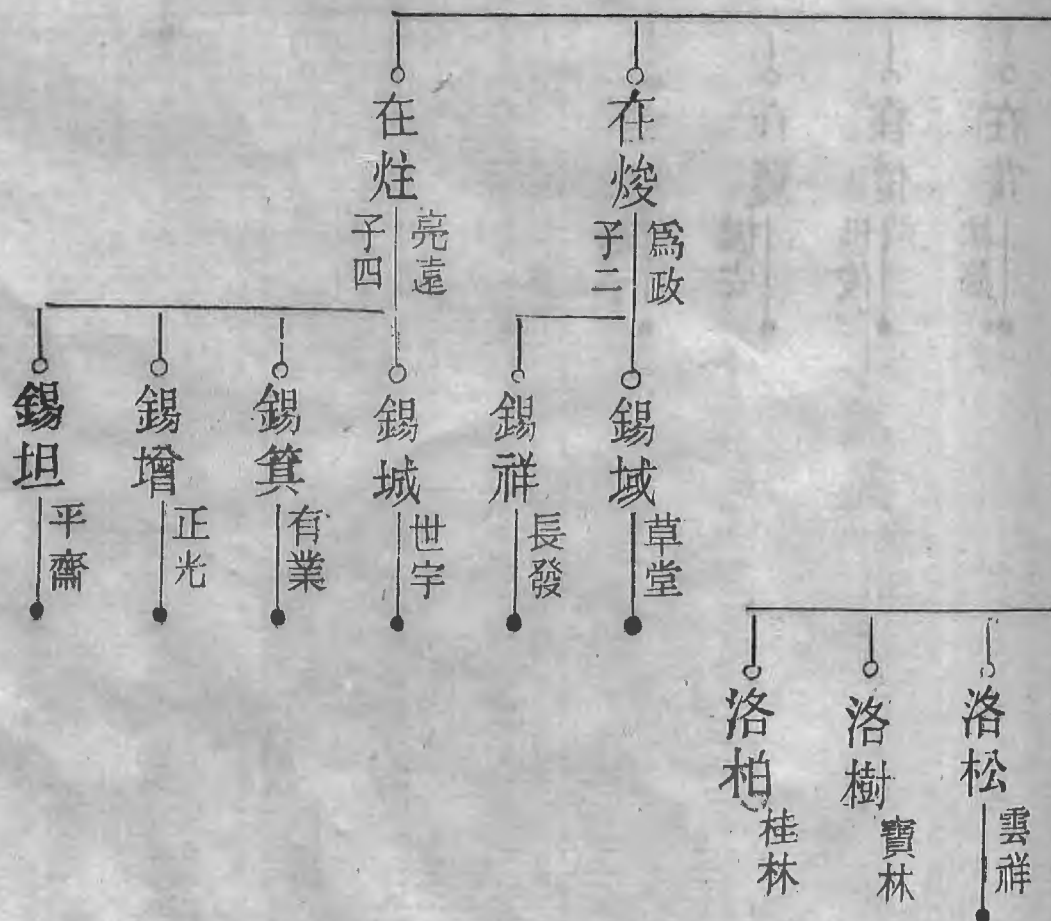 在焌
爲政
子二
在炷
亮遠
子四
錫域
草堂
錫祥
長發
錫城
世宇
錫箕
有業
錫增
正光
錫坦
平齋
洛松
雲祥
洛樹
寶林
洛柏
桂林